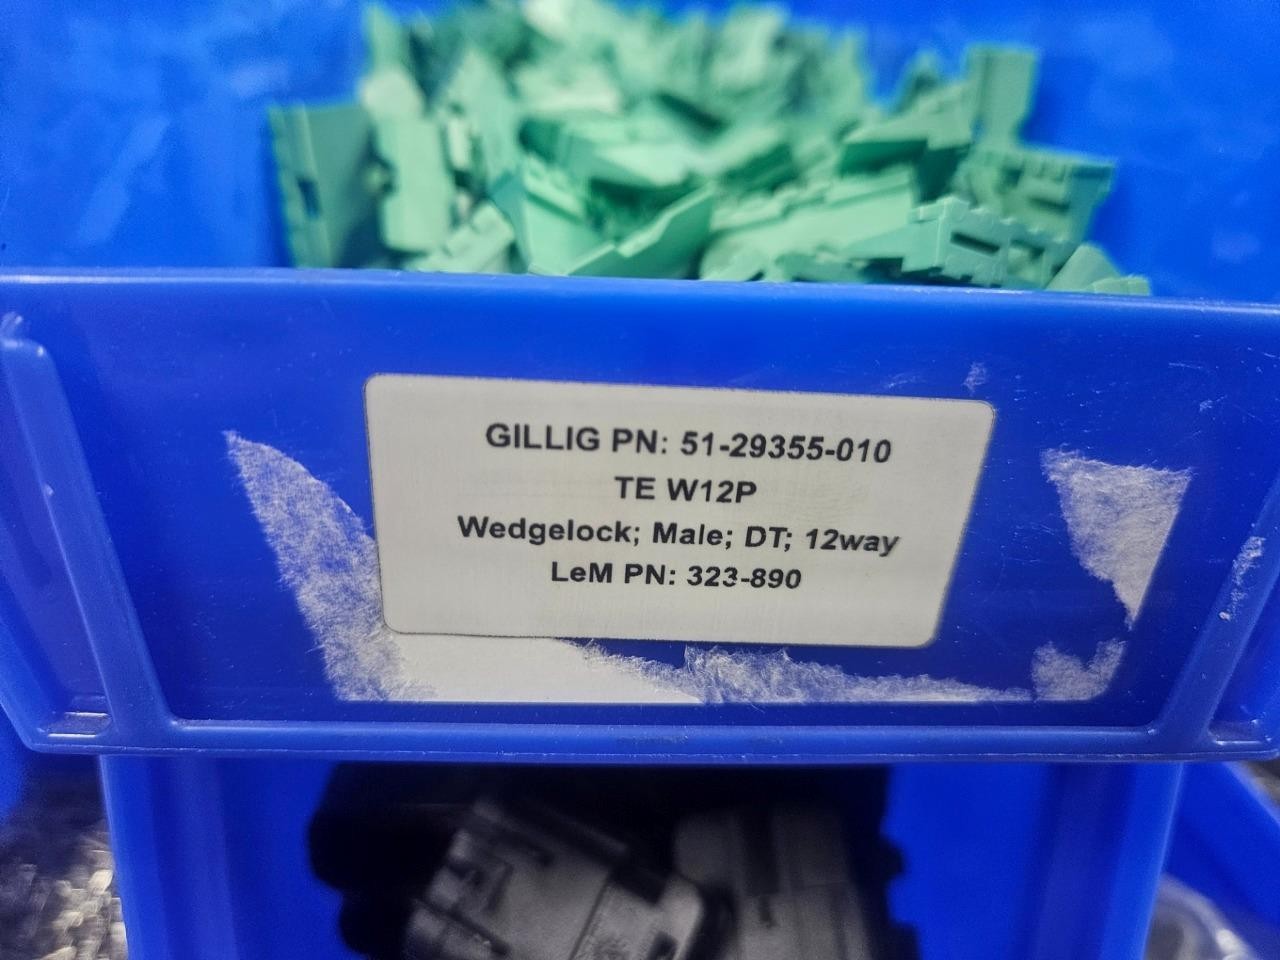 GILLIG PN: 51-29355-010
TE W12P
Wedgelock; Male; DT; 12way
LeM PN: 323-890